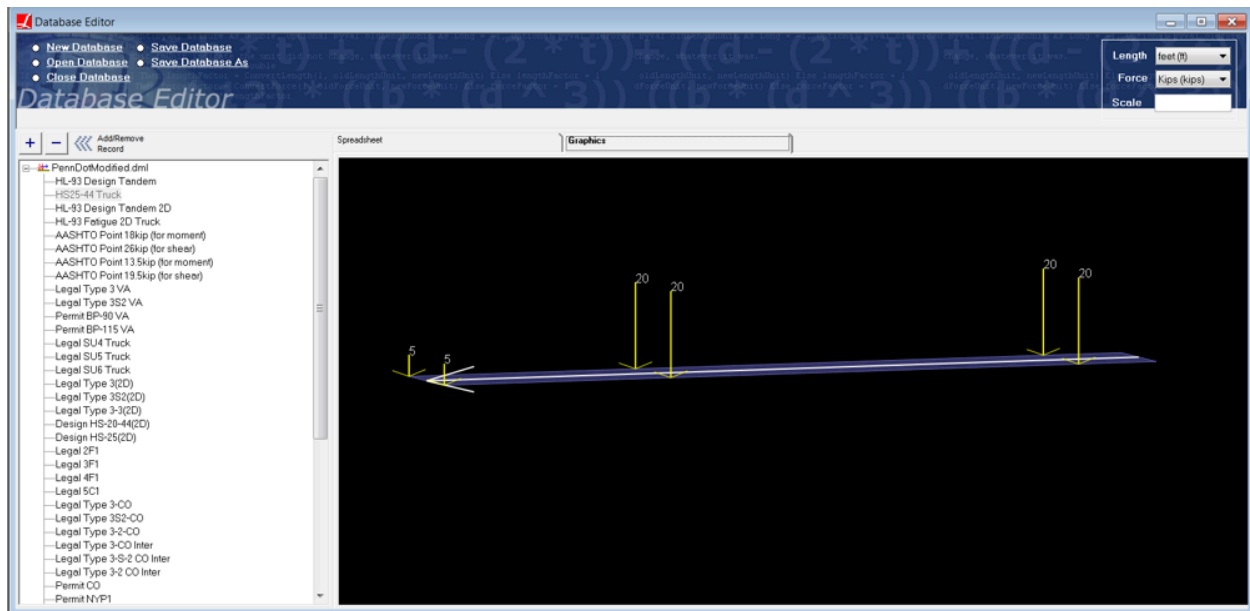 Database Editor
New Database
Save Database
Open Database
Save Database As
Close Database
Database Editor
Length
feet (ft)
Force
Kips (kips)
Scale
+
-
Add/Remove
Record
Spreadsheet
Graphics
PennDotModified.dml
HL-93 Design Tandem
HS25-44 Truck
HL-93 Design Tandem 2D
HL-93 Fatigue 2D Truck
AASHTO Point 18kip (for moment)
AASHTO Point 26kip (for shear)
AASHTO Point 13.5kip (for moment)
AASHTO Point 19.5kip (for shear)
Legal Type 3 VA
Legal Type 3S2 VA
Permit BP-90 VA
Permit BP-115 VA
Legal SU4 Truck
Legal SU5 Truck
Legal SU6 Truck
Legal Type 3(2D)
Legal Type 3S2(2D)
Legal Type 3-3(2D)
Design HS-20-44(2D)
Design HS-25(2D)
Legal 2F1
Legal 3F1
Legal 4F1
Legal 5C1
Legal Type 3-CO
Legal Type 3S2-CO
Legal Type 3-2-CO
Legal Type 3-CO Inter
Legal Type 3-S-2 CO Inter
Legal Type 3-2 CO Inter
Permit CO
Permit NYP1
5
5
20
20
20
20